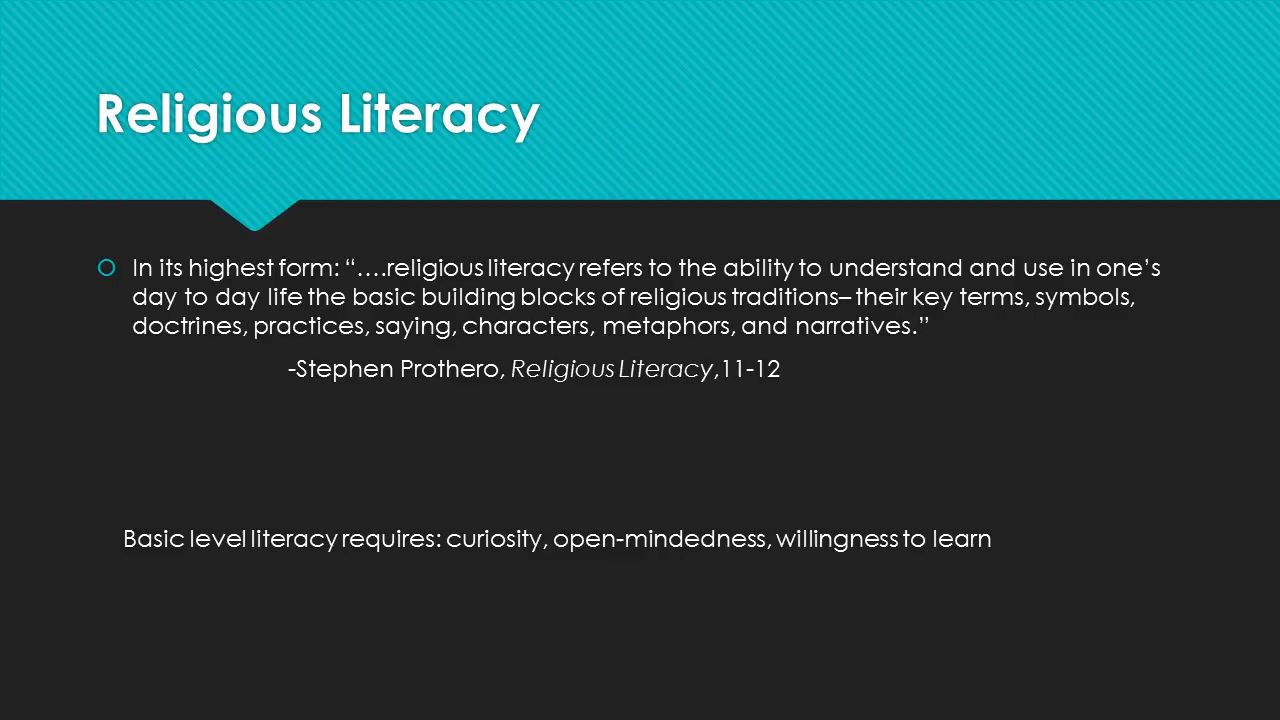 Religious Literacy
In its highest form: “….religious literacy refers to the ability to understand and use in one’s
day to day life the basic building blocks of religious traditions– their key terms, symbols,
doctrines, practices, saying, characters, metaphors, and narratives.”
-Stephen Prothero, Religious Literacy,11-12
Basic level literacy requires: curiosity, open-mindedness, willingness to learn